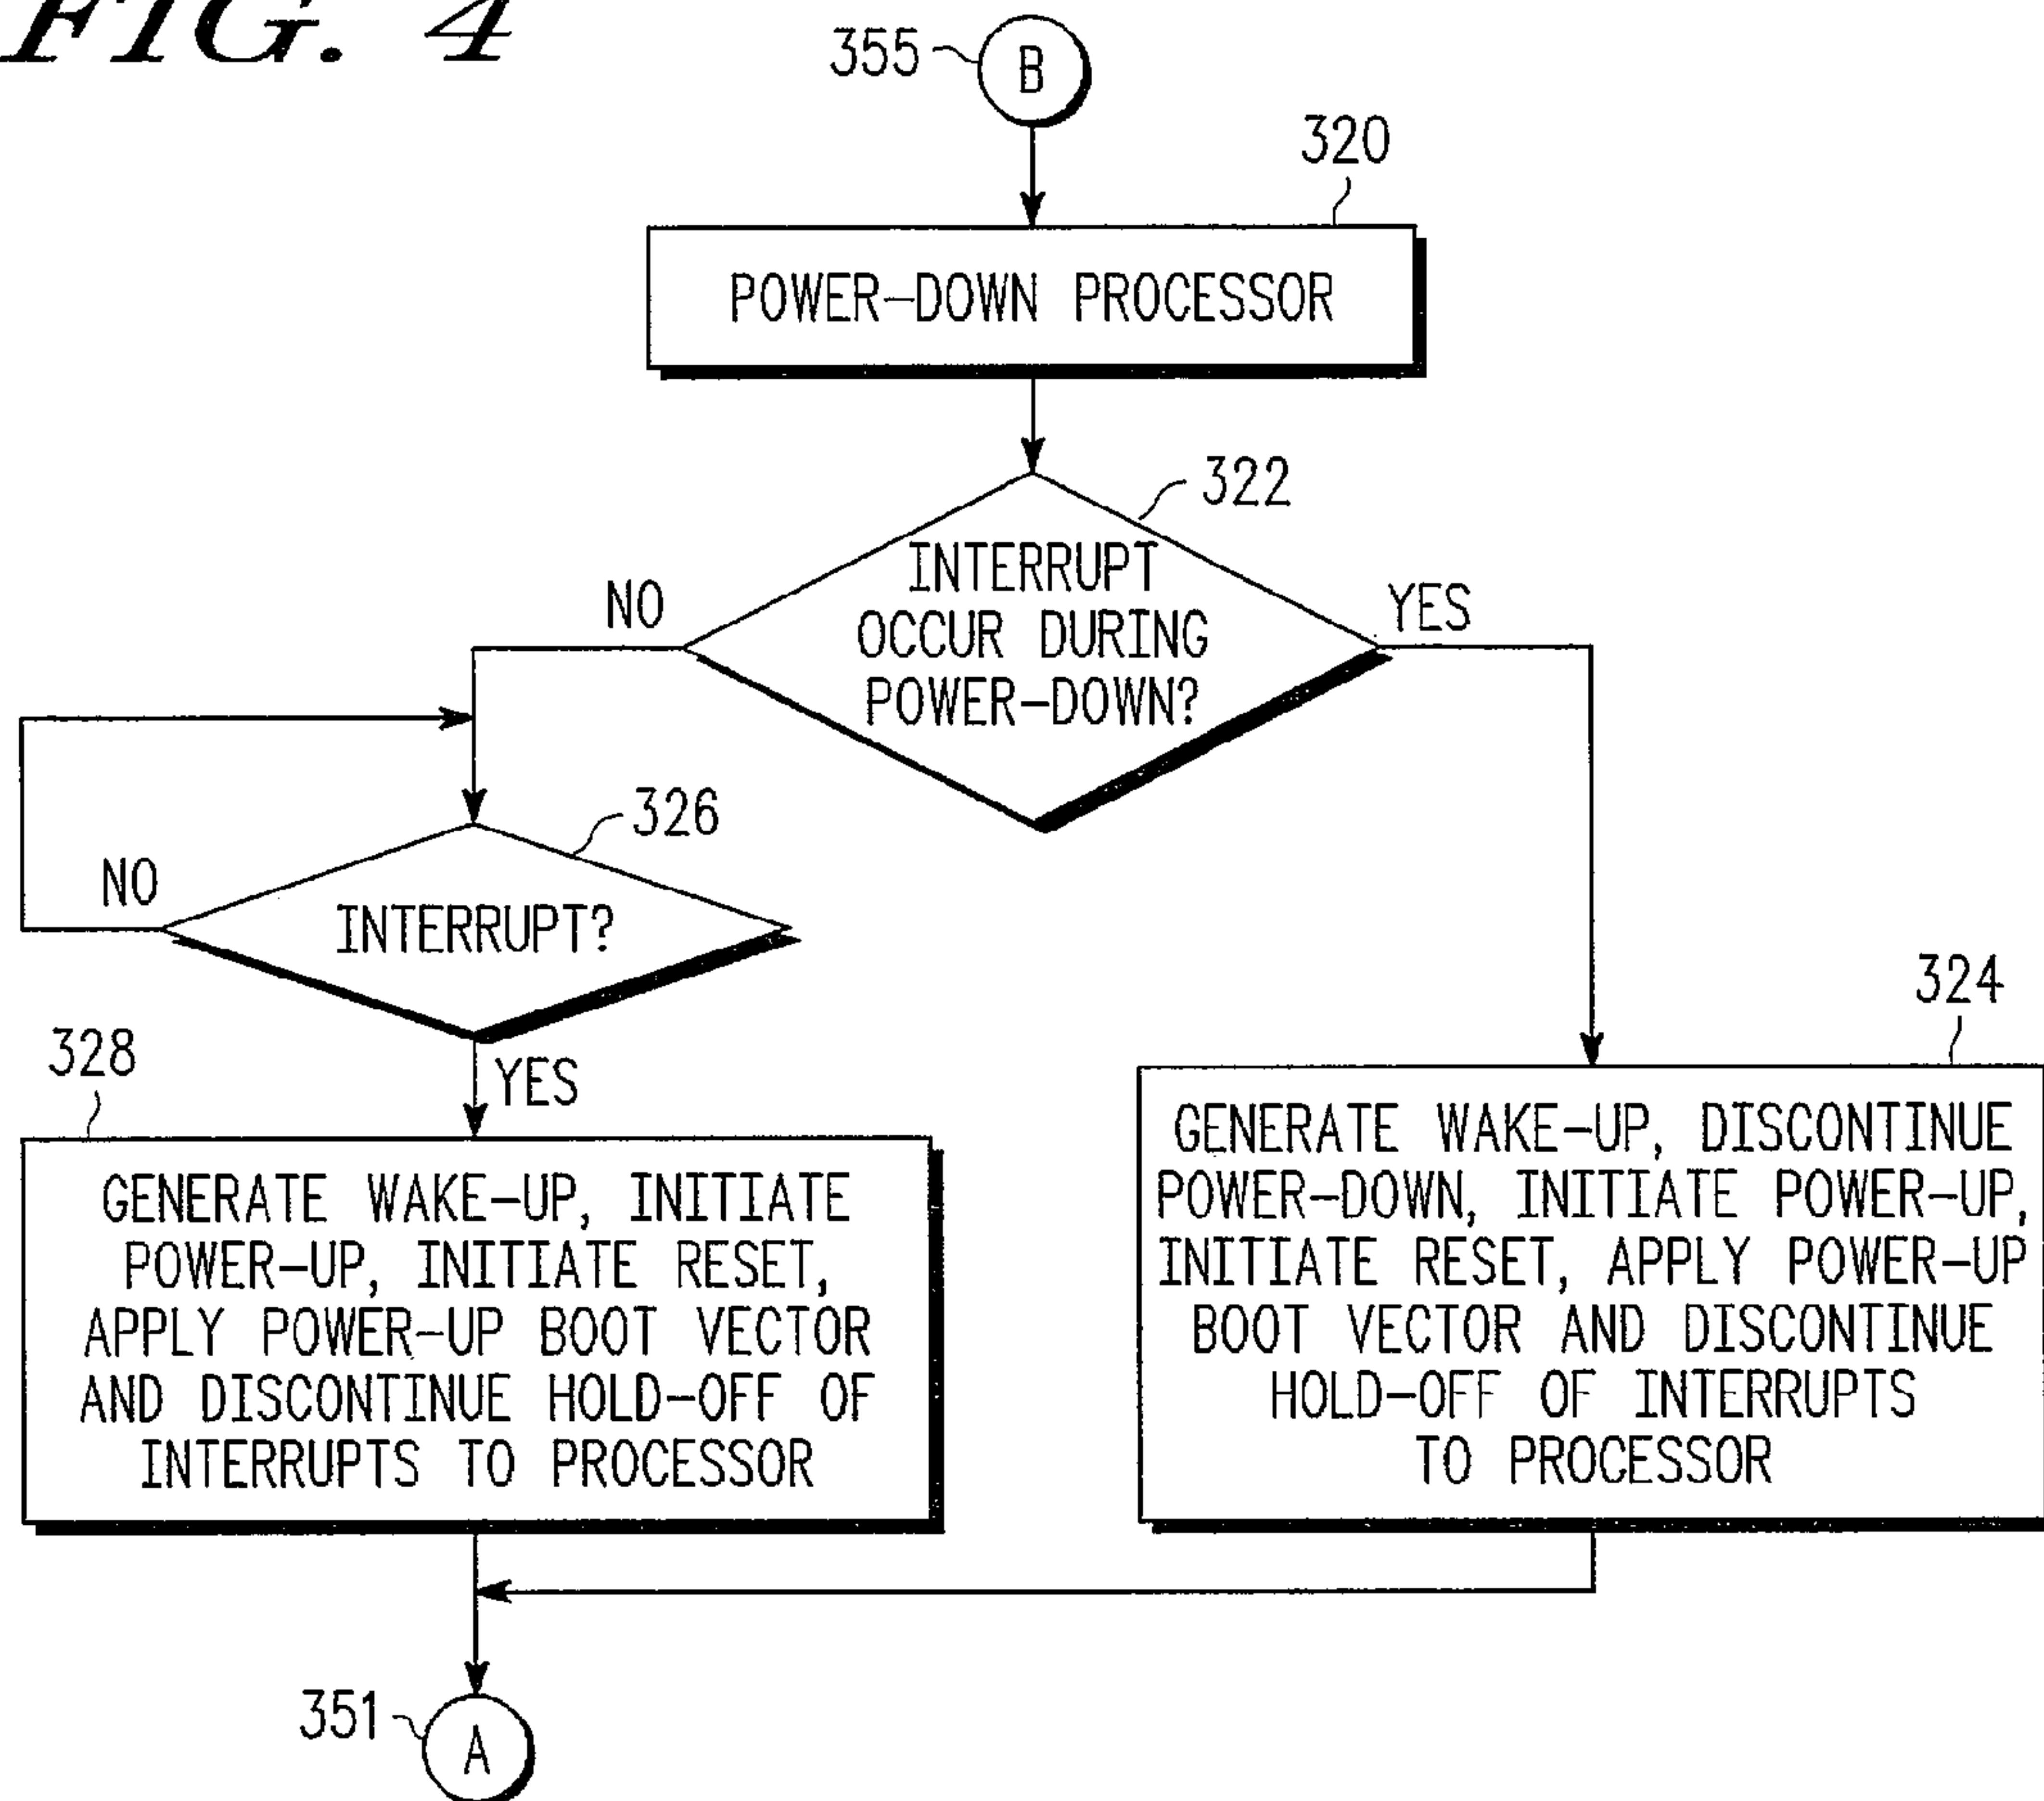 FIG. 4
355
B
320
POWER-DOWN PROCESSOR
322
INTERRUPT
OCCUR DURING
POWER-DOWN?
NO
YES
326
INTERRUPT?
NO
YES
328
GENERATE WAKE-UP, INITIATE
POWER-UP, INITIATE RESET,
APPLY POWER-UP BOOT VECTOR
AND DISCONTINUE HOLD-OFF OF
INTERRUPTS TO PROCESSOR
324
GENERATE WAKE-UP, DISCONTINUE
POWER-DOWN, INITIATE POWER-UP,
INITIATE RESET, APPLY POWER-UP
BOOT VECTOR AND DISCONTINUE
HOLD-OFF OF INTERRUPTS
TO PROCESSOR
351
A